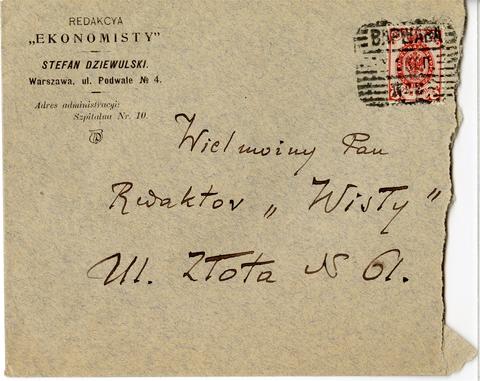 REDAKCYA
„EKONOMISTY"
STEFAN DZIEWULSKI.
Warszawa, ul. Podwale № 4.
Adres administracyi:
Szpitalna Nr. 10.
ВАРШАВА
Wielmożny Pan
Redaktor „Wisły"
Ul. Złota N 61.